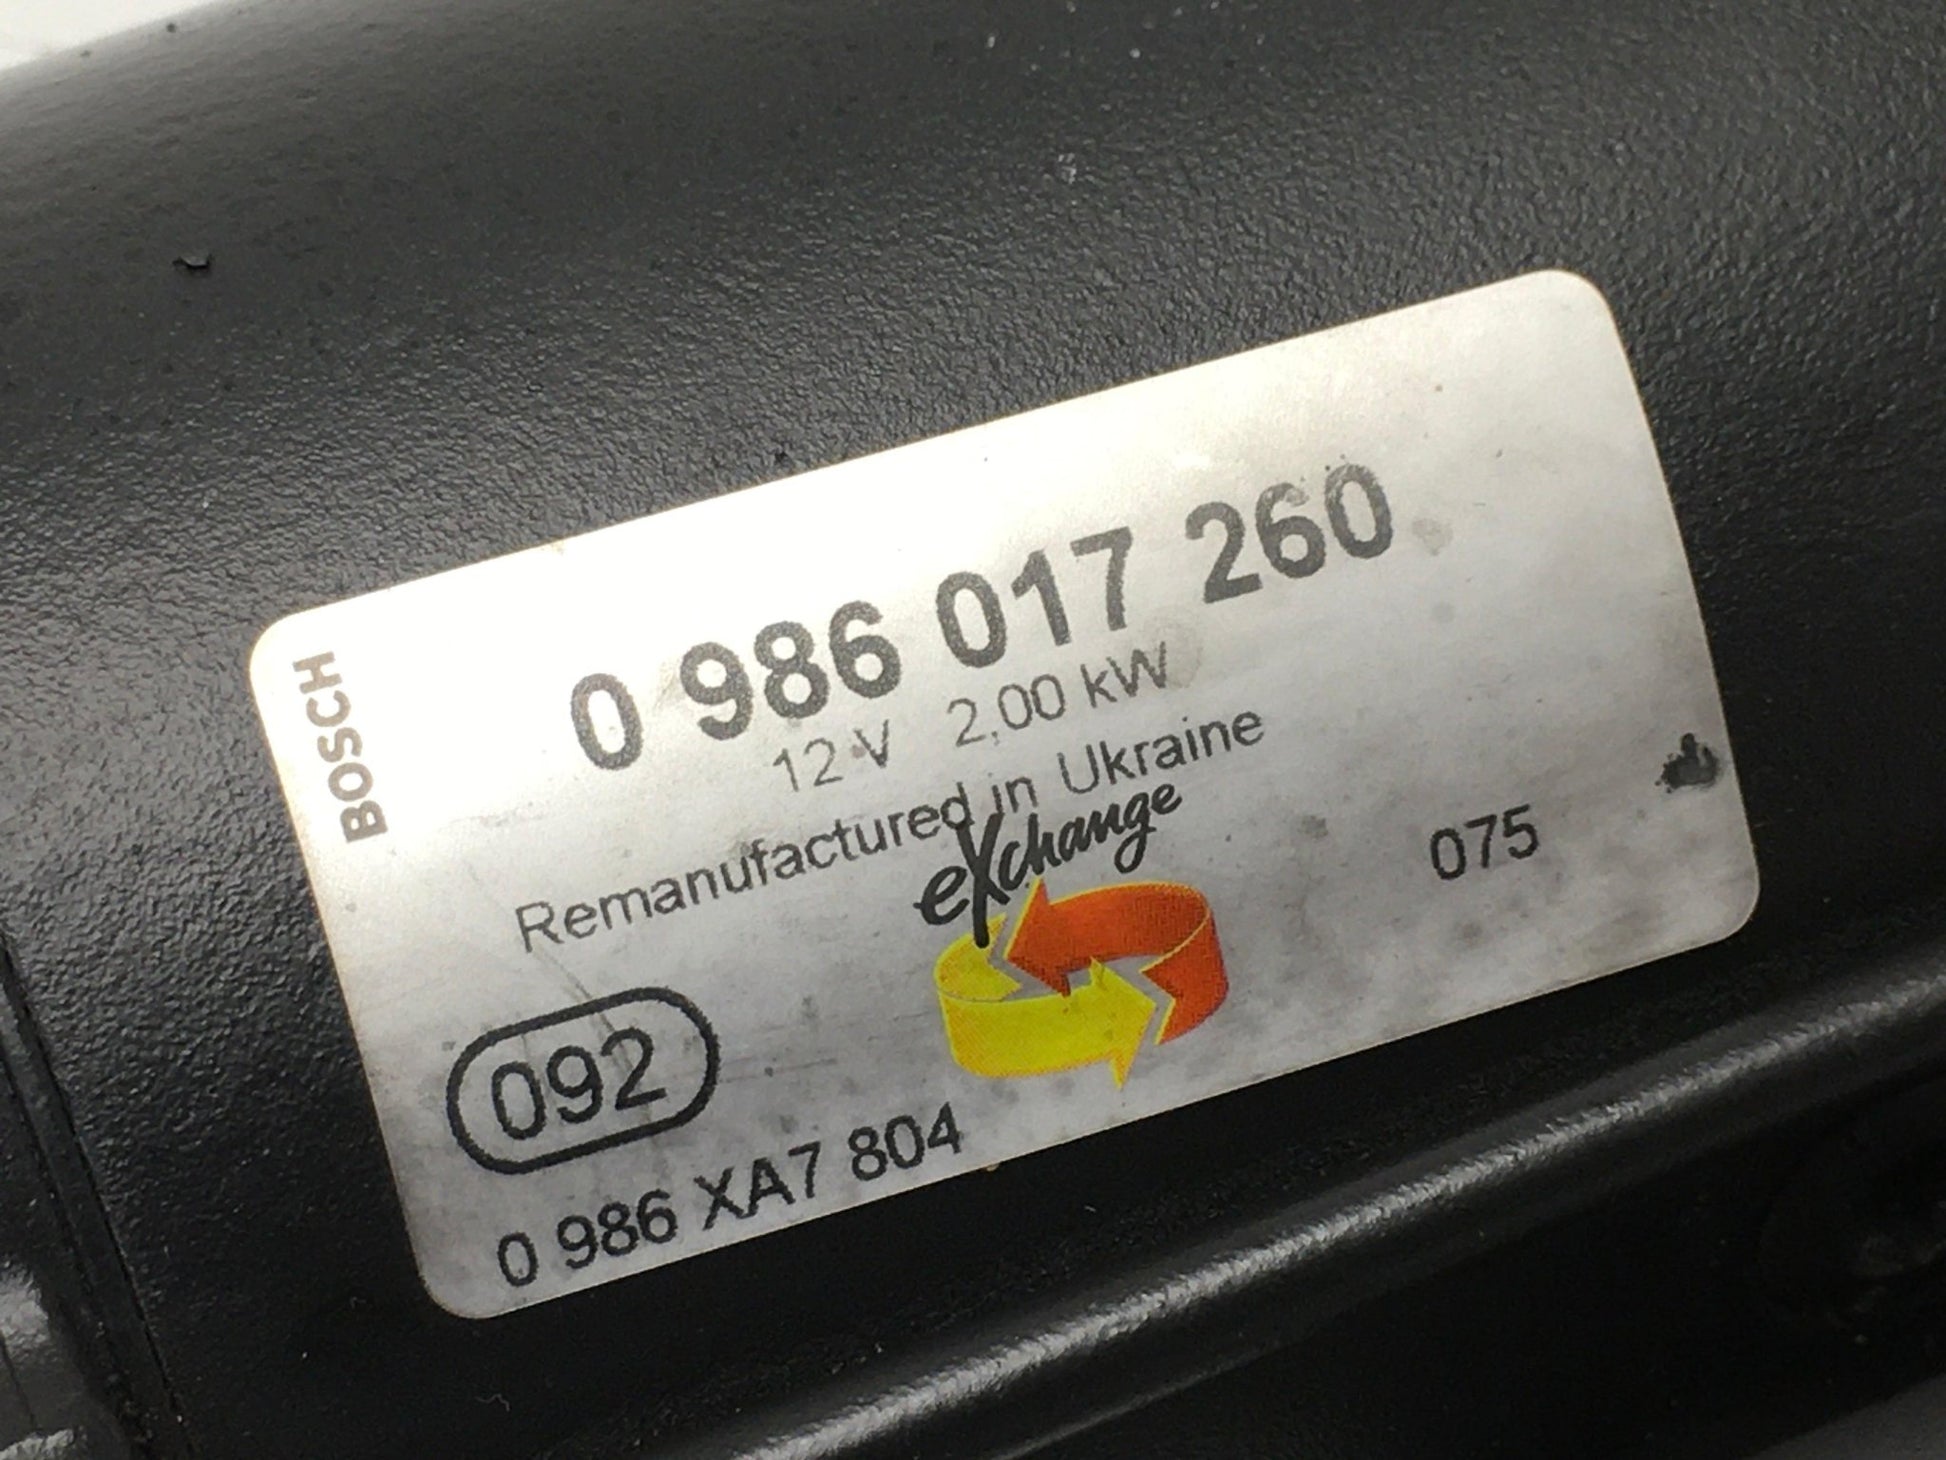 BOSCH
0 986 017 260
12 V 2,00 kW
Remanufactured in Ukraine
eXchange
075
092
0 986 XA7 804